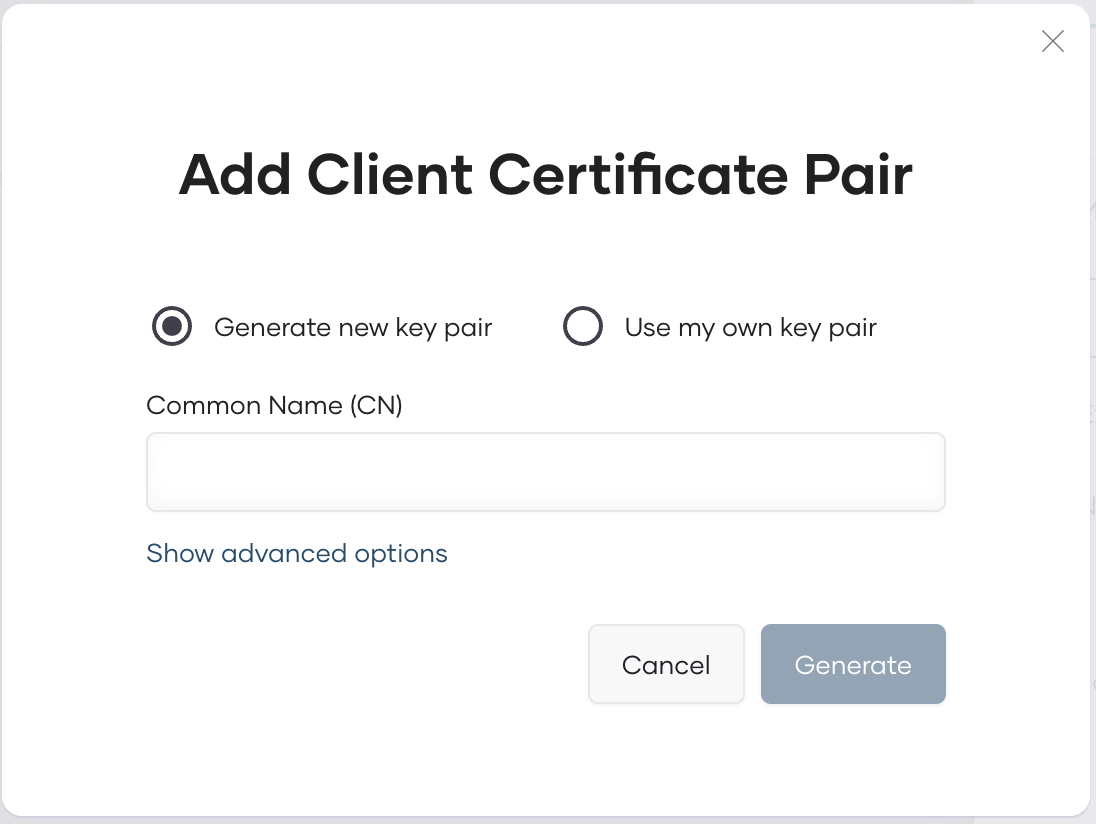 Add Client Certificate Pair
Generate new key pair Use my own key pair
Common Name (CN)
Show advanced options
Cancel Generate